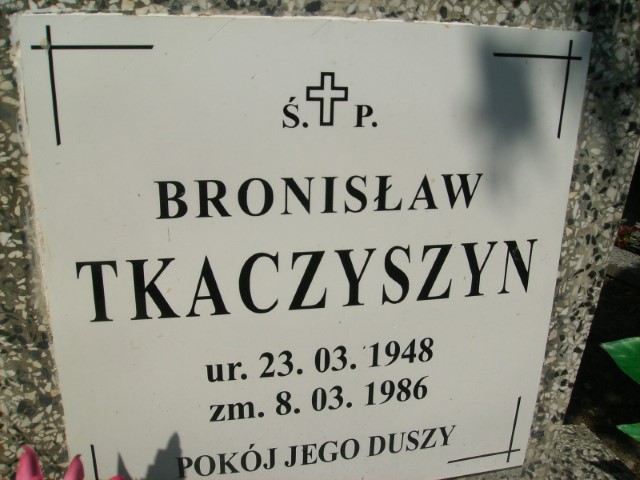 Ś. P.
BRONISŁAW
TKACZYSZYN
ur. 23. 03. 1948
zm. 8. 03. 1986
POKÓJ JEGO DUSZY